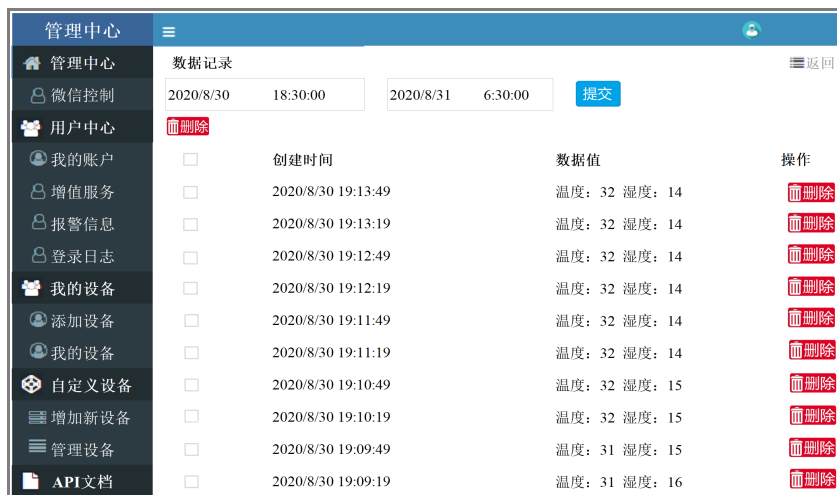 管理中心
管理中心
微信控制
用户中心
我的账户
增值服务
报警信息
登录日志
我的设备
添加设备
我的设备
自定义设备
增加新设备
管理设备
API文档
数据记录
返回
2020/8/30 18:30:00 2020/8/31 6:30:00 提交
删除
创建时间 数据值 操作
2020/8/30 19:13:49 温度：32 湿度：14 删除
2020/8/30 19:13:19 温度：32 湿度：14 删除
2020/8/30 19:12:49 温度：32 湿度：14 删除
2020/8/30 19:12:19 温度：32 湿度：14 删除
2020/8/30 19:11:49 温度：32 湿度：14 删除
2020/8/30 19:11:19 温度：32 湿度：14 删除
2020/8/30 19:10:49 温度：32 湿度：15 删除
2020/8/30 19:10:19 温度：32 湿度：15 删除
2020/8/30 19:09:49 温度：31 湿度：15 删除
2020/8/30 19:09:19 温度：31 湿度：16 删除